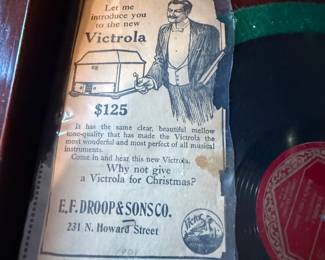 Let me
introduce you
to the new
Victrola
$125
It has the same clear, beautiful mellow
tone-quality that has made the Victrola the
most wonderful and most perfect of all musical
instruments.
Come in and hear this new Victrola.
Why not give
a Victrola for Christmas?
E. F. DROOP & SONS CO.
231 N. Howard Street
Victor